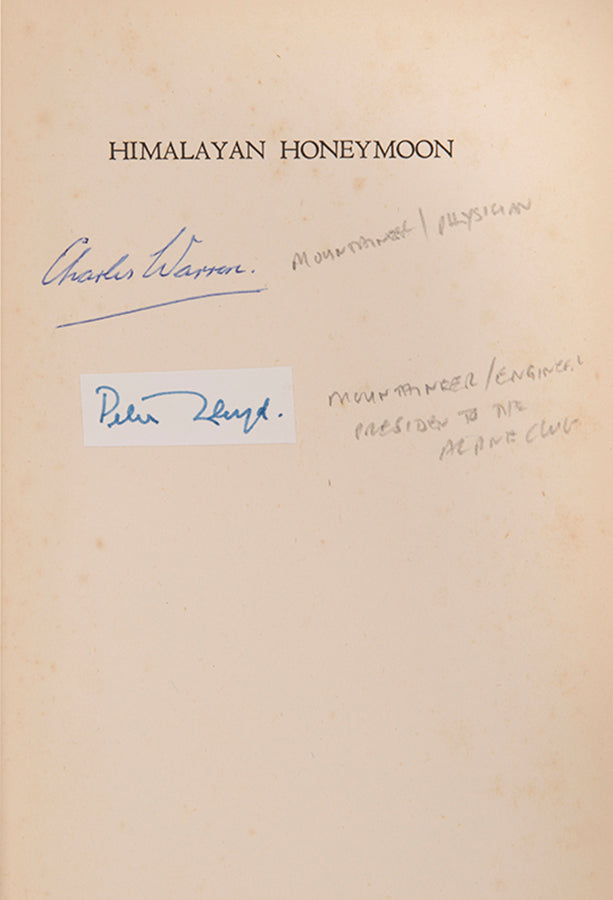 HIMALAYAN HONEYMOON
Charles Warren. MOUNTAINEER / PHYSICIAN
Peter Lloyd. MOUNTAINEER / ENGINEER
PRESIDENT TO THE
ALPINE CLUB